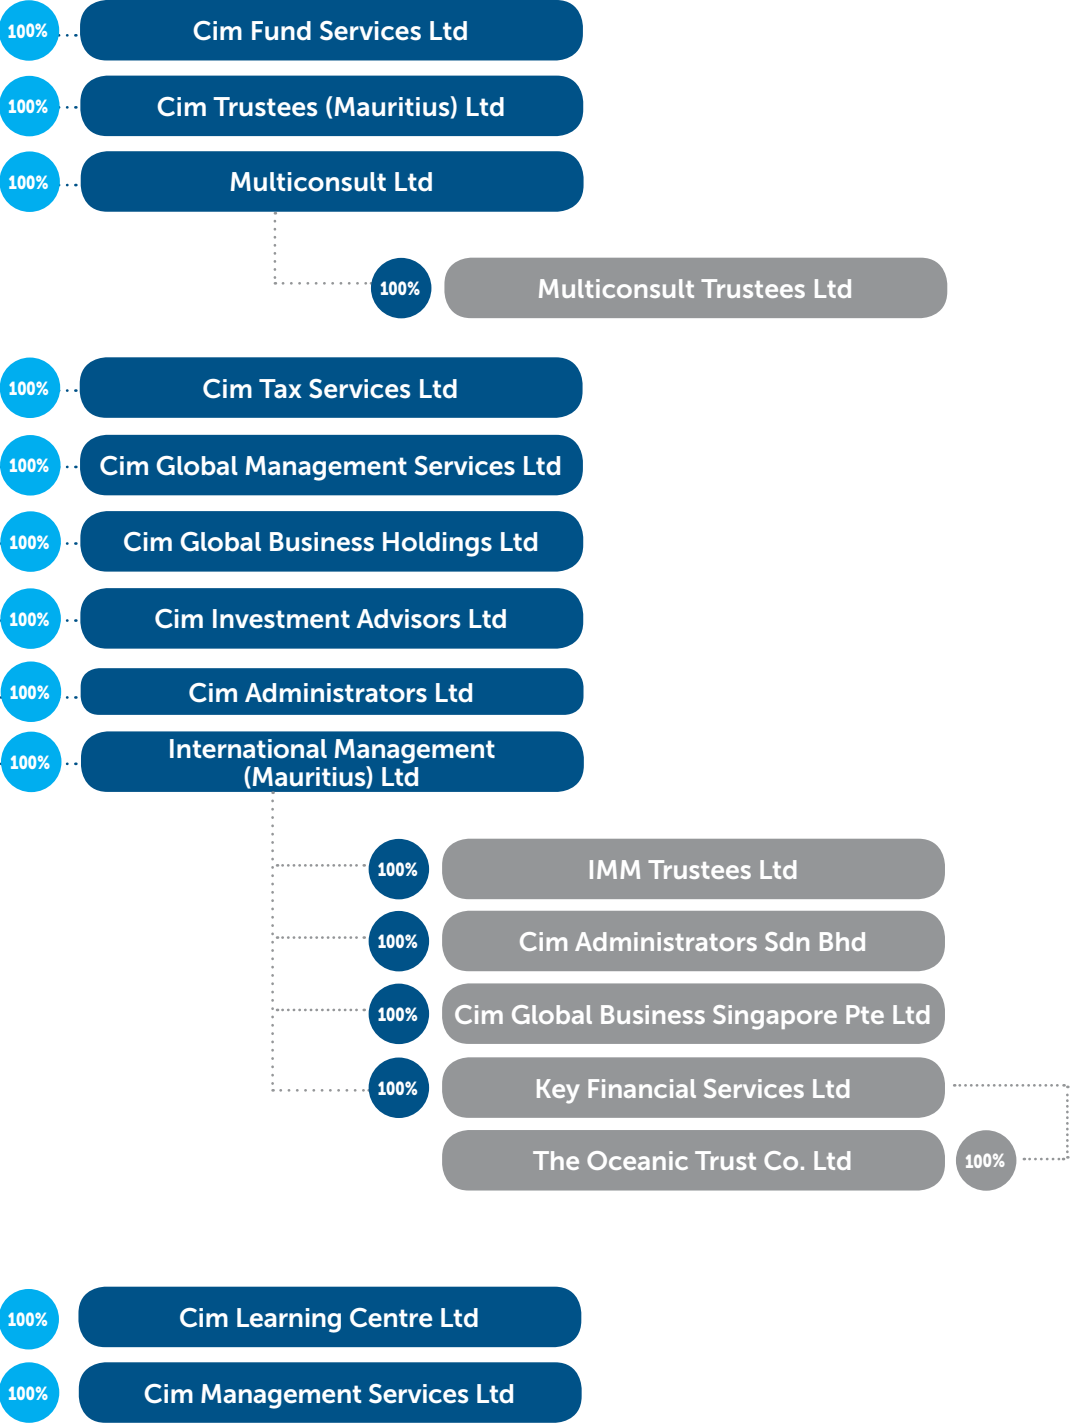 100% Cim Fund Services Ltd
100% Cim Trustees (Mauritius) Ltd
100% Multiconsult Ltd
100% Multiconsult Trustees Ltd
100% Cim Tax Services Ltd
100% Cim Global Management Services Ltd
100% Cim Global Business Holdings Ltd
100% Cim Investment Advisors Ltd
100% Cim Administrators Ltd
100% International Management
(Mauritius) Ltd
100% IMM Trustees Ltd
100% Cim Administrators Sdn Bhd
100% Cim Global Business Singapore Pte Ltd
100% Key Financial Services Ltd
The Oceanic Trust Co. Ltd 100%
100% Cim Learning Centre Ltd
100% Cim Management Services Ltd